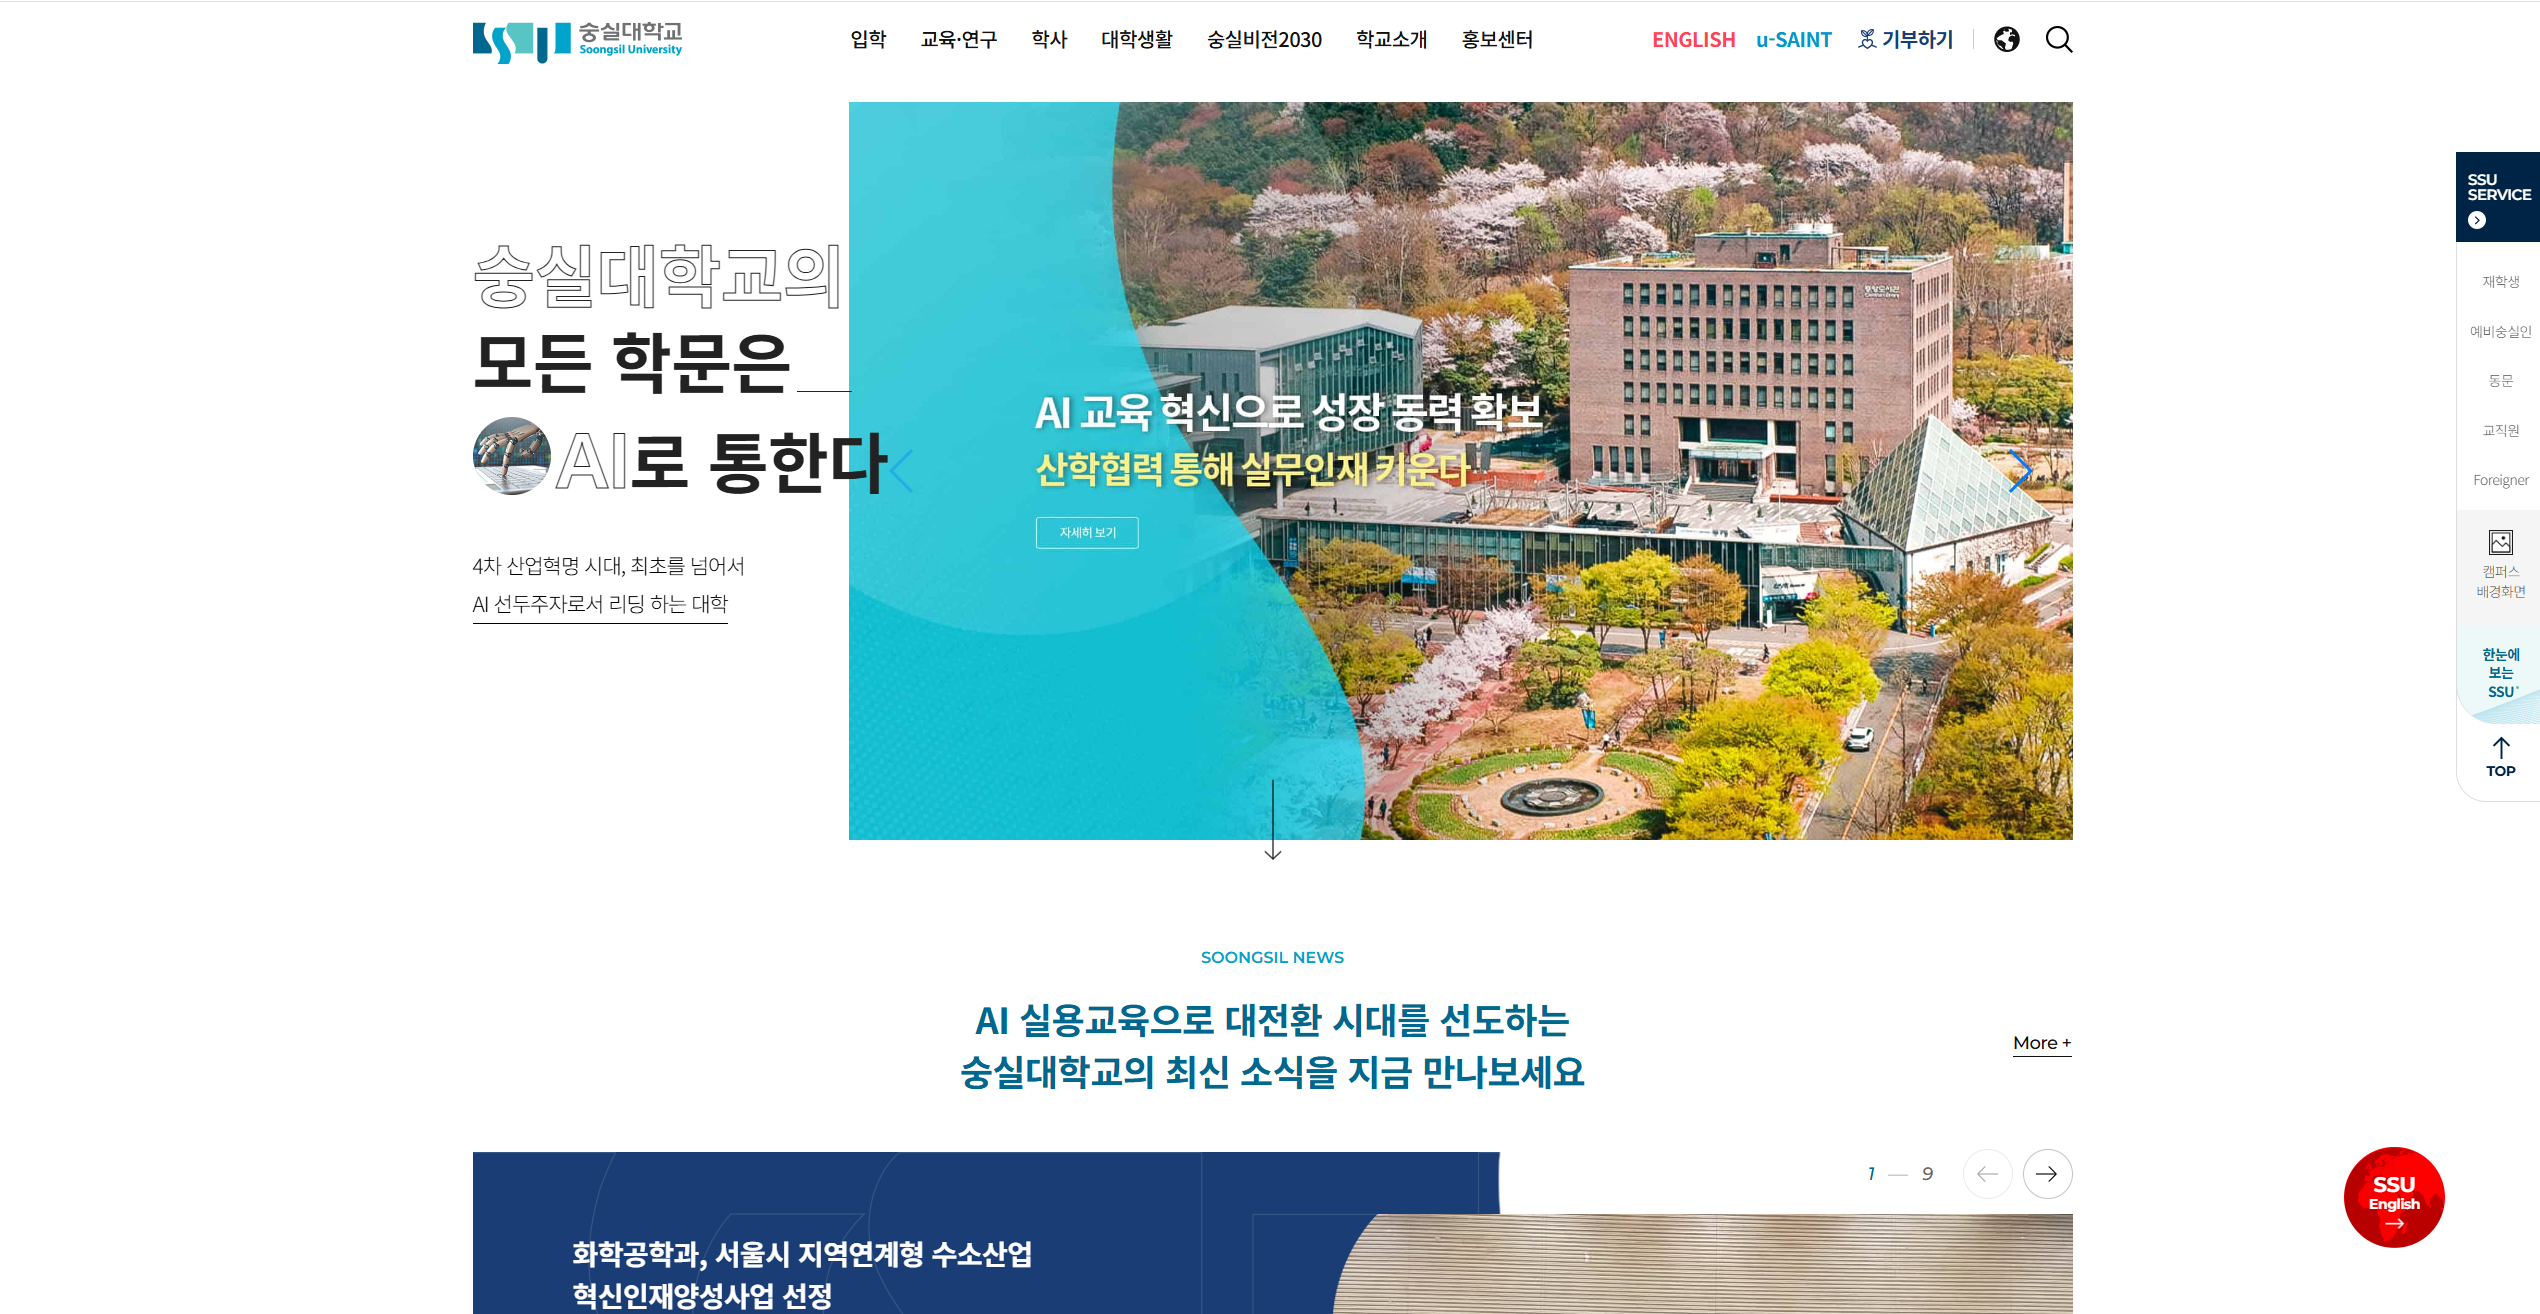 숭실대학교
Soongsil University
입학 교육·연구 학사 대학생활 숭실비전2030 학교소개 홍보센터
ENGLISH u-SAINT 기부하기
숭실대학교의
모든 학문은
AI로 통한다
4차 산업혁명 시대, 최초를 넘어서
AI 선두주자로서 리딩 하는 대학
AI 교육 혁신으로 성장 동력 확보
산학협력 통해 실무인재 키운다
자세히 보기
SSU
SERVICE
재학생
예비숭실인
동문
교직원
Foreigner
캠퍼스
배경화면
한눈에
보는
SSU+
TOP
SOONGSIL NEWS
AI 실용교육으로 대전환 시대를 선도하는
숭실대학교의 최신 소식을 지금 만나보세요
More +
1 — 9
화학공학과, 서울시 지역연계형 수소산업
혁신인재양성사업 선정
SSU
English